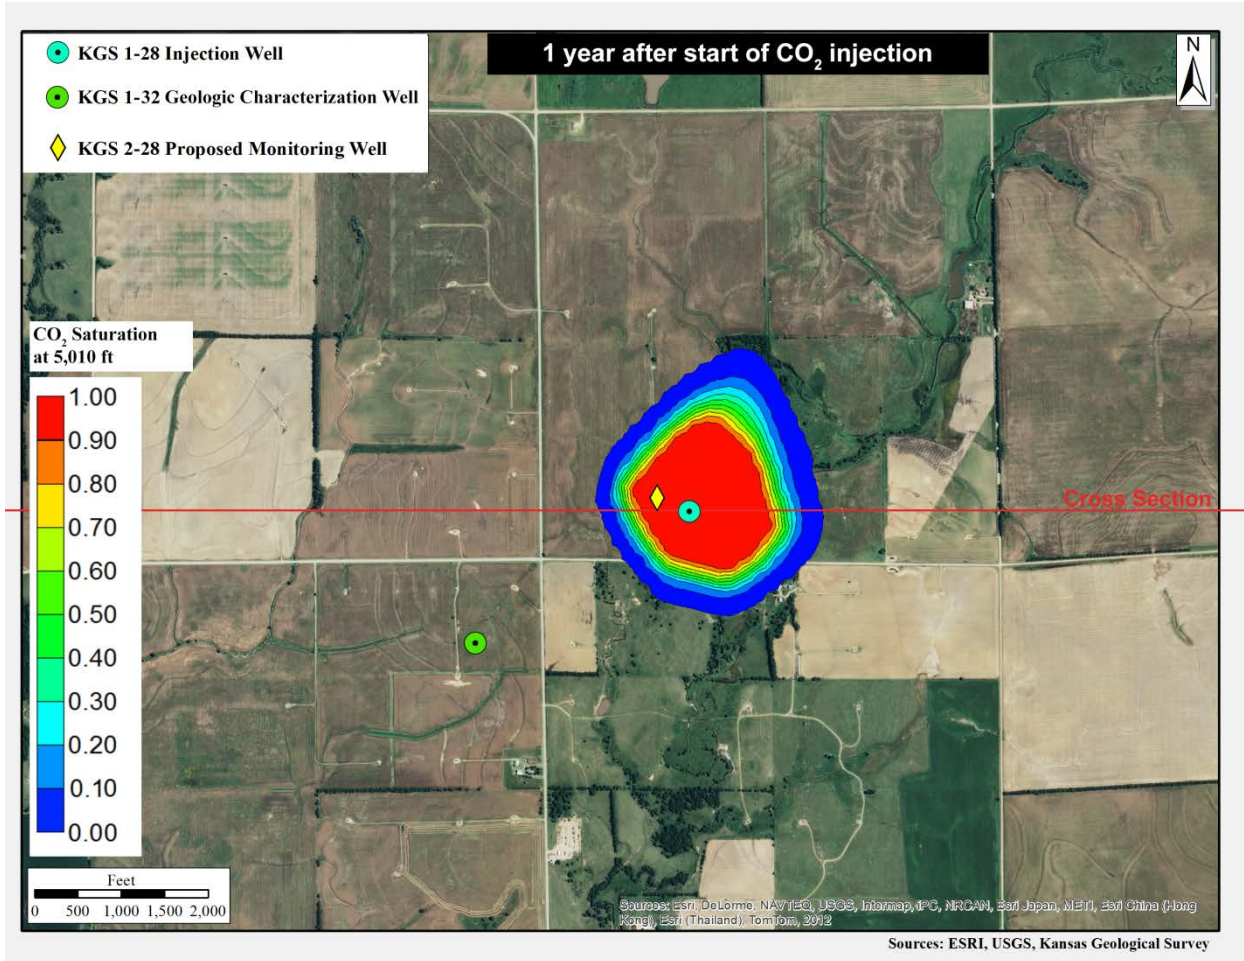 KGS 1-28 Injection Well
KGS 1-32 Geologic Characterization Well
KGS 2-28 Proposed Monitoring Well
1 year after start of CO₂ injection
N
CO₂ Saturation
at 5,010 ft
1.00
0.90
0.80
0.70
0.60
0.50
0.40
0.30
0.20
0.10
0.00
Cross Section
Feet
0 500 1,000 1,500 2,000
Sources: Esri, DeLorme, NAVTEQ, USGS, Intermap, iPC, NRCAN, Esri Japan, METI, Esri China (Hong
Kong), Esri (Thailand), TomTom, 2012
Sources: ESRI, USGS, Kansas Geological Survey